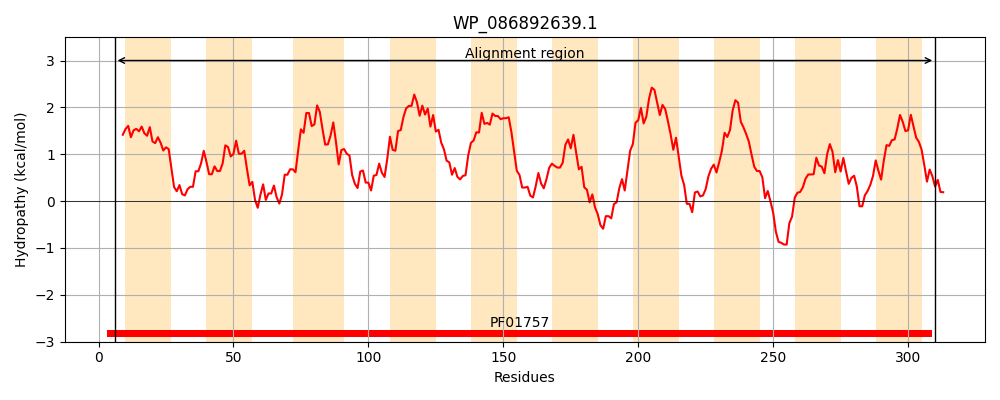 WP_086892639.1
Alignment region
3
2
1
0
−1
−2
−3
Hydropathy (kcal/mol)
PF01757
0 50 100 150 200 250 300
Residues